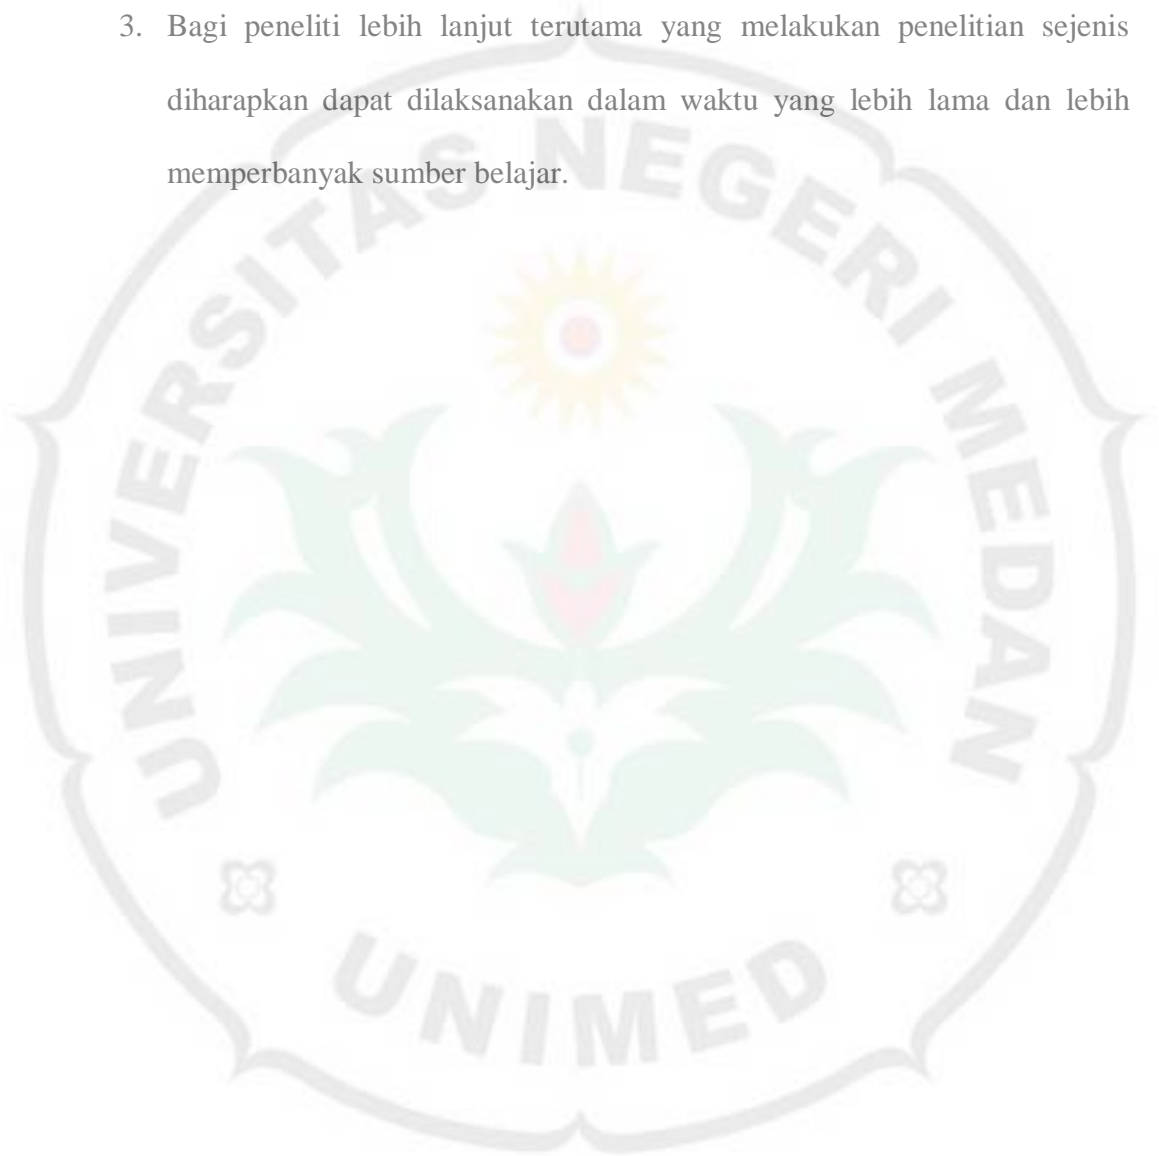 3. Bagi peneliti lebih lanjut terutama yang melakukan penelitian sejenis
diharapkan dapat dilaksanakan dalam waktu yang lebih lama dan lebih
memperbanyak sumber belajar.
UNIVERSITAS NEGERI MEDAN
UNIMED